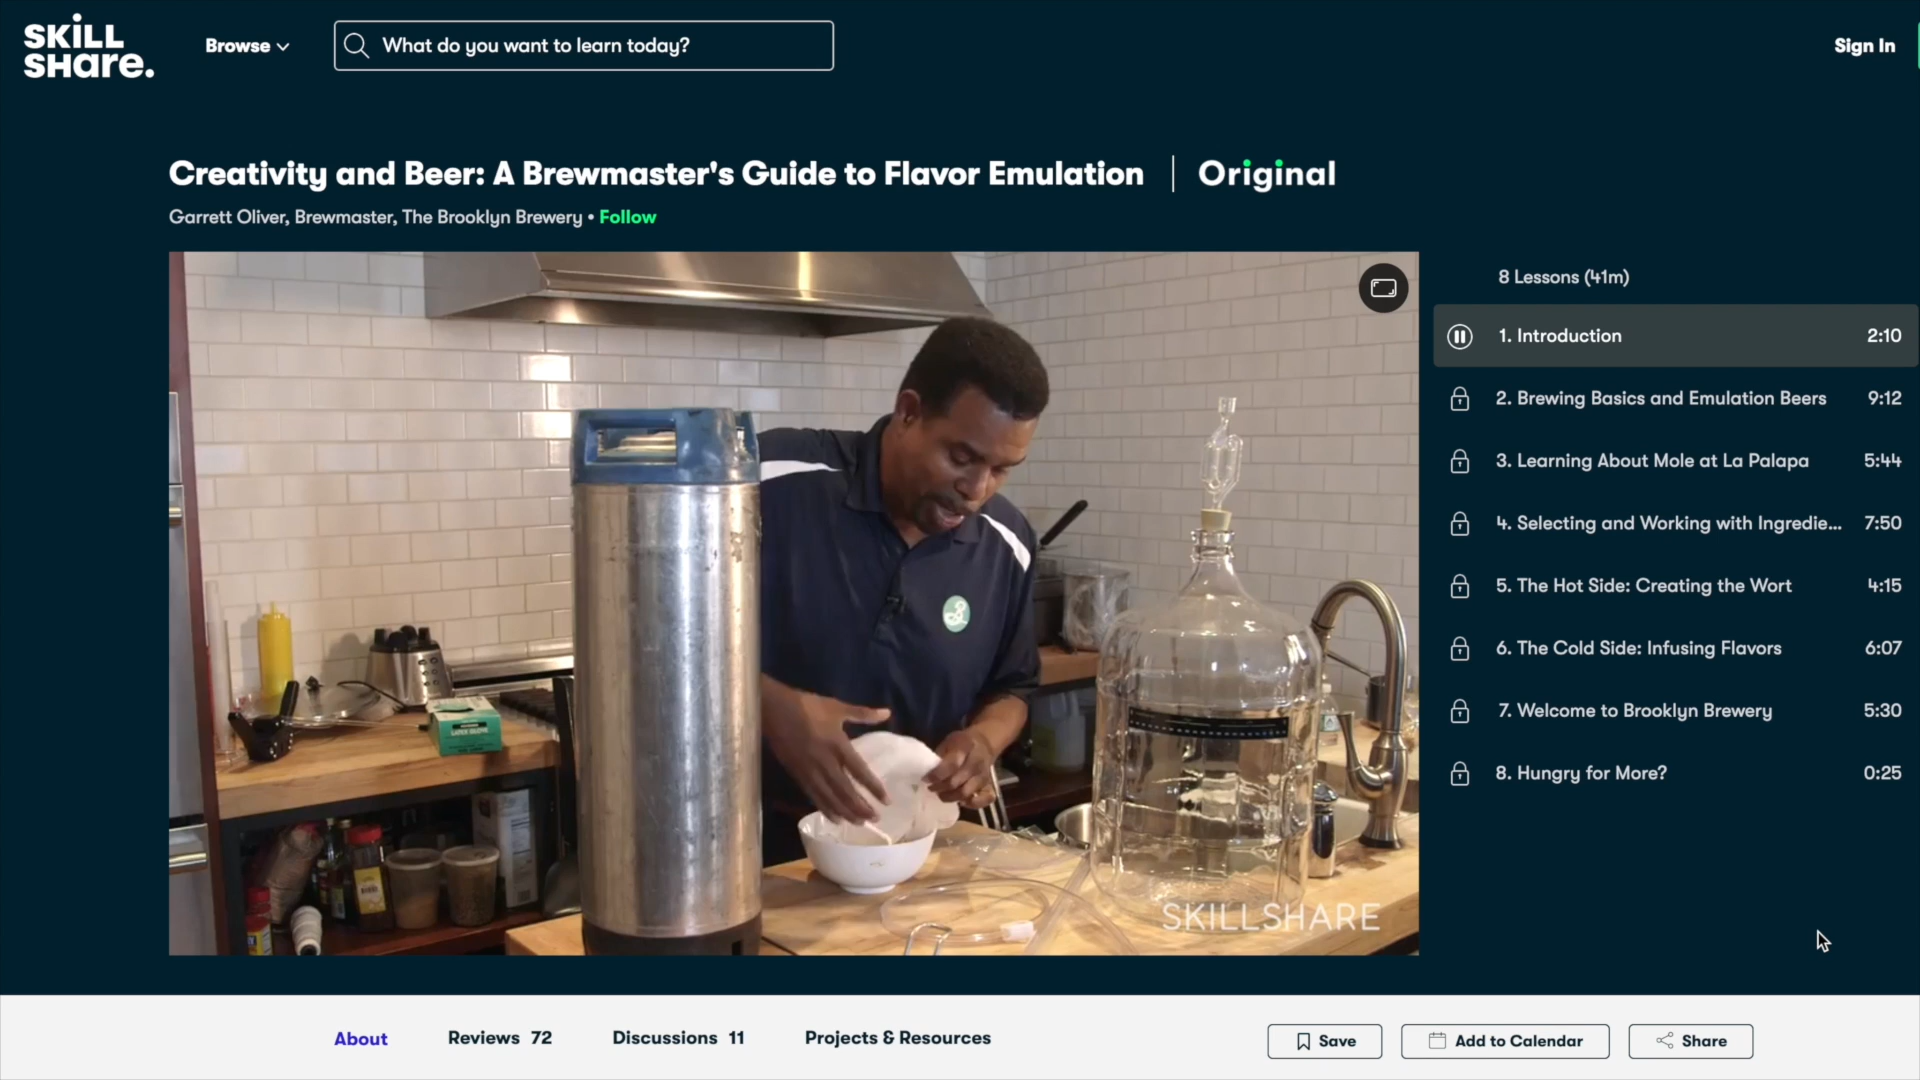 SKILL
SHare.
Browse
What do you want to learn today?
Sign In
Creativity and Beer: A Brewmaster's Guide to Flavor Emulation | Original
Garrett Oliver, Brewmaster, The Brooklyn Brewery • Follow
8 Lessons (41m)
1. Introduction 2:10
2. Brewing Basics and Emulation Beers 9:12
3. Learning About Mole at La Palapa 5:44
4. Selecting and Working with Ingredie... 7:50
5. The Hot Side: Creating the Wort 4:15
6. The Cold Side: Infusing Flavors 6:07
7. Welcome to Brooklyn Brewery 5:30
8. Hungry for More? 0:25
SKILLSHARE
About
Reviews 72
Discussions 11
Projects & Resources
Save
Add to Calendar
Share